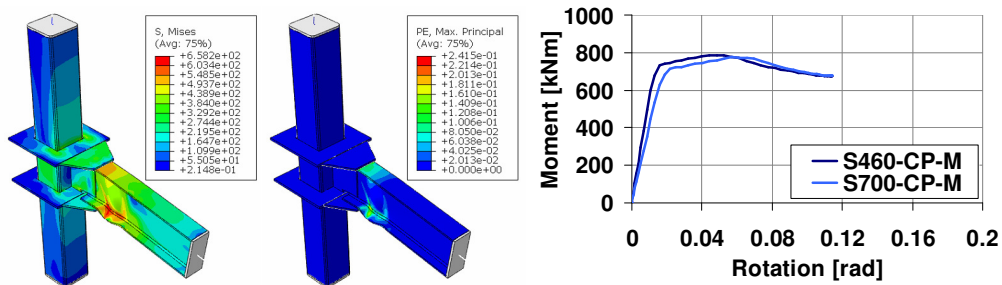 S, Mises
(Avg: 75%)
+6.582e+02
+6.034e+02
+5.485e+02
+4.937e+02
+4.389e+02
+3.840e+02
+3.292e+02
+2.744e+02
+2.195e+02
+1.647e+02
+1.099e+02
+5.505e+01
+2.148e-01
PE, Max. Principal
(Avg: 75%)
+2.415e-01
+2.214e-01
+2.013e-01
+1.811e-01
+1.610e-01
+1.409e-01
+1.208e-01
+1.006e-01
+8.050e-02
+6.038e-02
+4.025e-02
+2.013e-02
+0.000e+00
Moment [kNm]
1000
800
600
400
200
0
S460-CP-M
S700-CP-M
0 0.04 0.08 0.12 0.16 0.2
Rotation [rad]